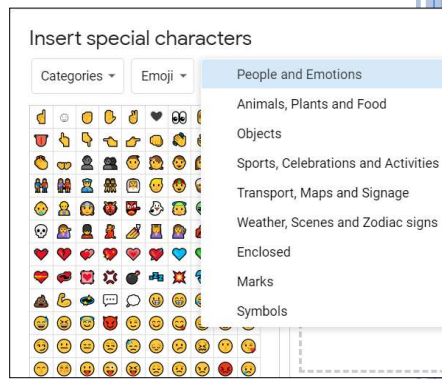 Insert special characters
Categories
Emoji
People and Emotions
Animals, Plants and Food
Objects
Sports, Celebrations and Activities
Transport, Maps and Signage
Weather, Scenes and Zodiac signs
Enclosed
Marks
Symbols